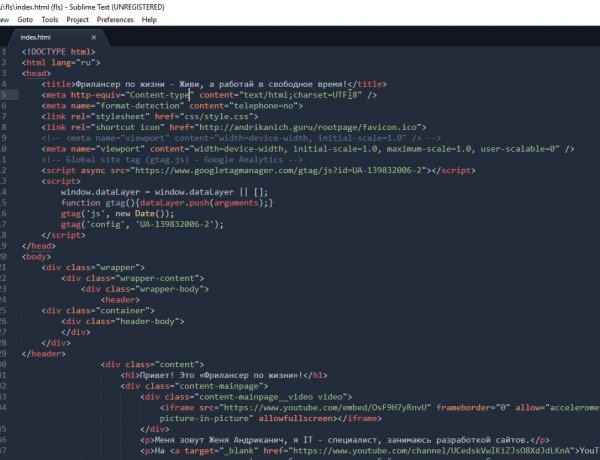 u\fls\index.html (fls) - Sublime Text (UNREGISTERED)
View Goto Tools Project Preferences Help
index.html ×
1 <!DOCTYPE html>
2 <html lang="ru">
3 <head>
4 <title>Фрилансер по жизни - Живи, а работай в свободное время!</title>
5 <meta http-equiv="Content-type" content="text/html;charset=UTF-8" />
6 <meta name="format-detection" content="telephone=no">
7 <link rel="stylesheet" href="css/style.css">
8 <link rel="shortcut icon" href="http://andrikanich.guru/rootpage/favicon.ico">
9 <!-- <meta name="viewport" content="width=device-width, initial-scale=1.0" /> -->
10 <meta name="viewport" content="width=device-width, initial-scale=1.0, maximum-scale=1.0, user-scalable=0" />
11 <!-- Global site tag (gtag.js) - Google Analytics -->
12 <script async src="https://www.googletagmanager.com/gtag/js?id=UA-139832006-2"></script>
13 <script>
14 window.dataLayer = window.dataLayer || [];
15 function gtag(){dataLayer.push(arguments);}
16 gtag('js', new Date());
17 gtag('config', 'UA-139832006-2');
18 </script>
19 </head>
20 <body>
21 <div class="wrapper">
22 <div class="wrapper-content">
23 <div class="wrapper-body">
24 <header>
25 <div class="container">
26 <div class="header-body">
27 </div>
28 </div>
29 </header>
30 <div class="content">
31 <h1>Привет! Это «Фрилансер по жизни»!</h1>
32 <div class="content-mainpage">
33 <div class="content-mainpage__video video">
34 <iframe src="https://www.youtube.com/embed/OsF9H7yRnvU" frameborder="0" allow="acceleromet
picture-in-picture" allowfullscreen></iframe>
35 </div>
36 <p>Меня зовут Женя Андриканич, я IT - специалист, занимаюсь разработкой сайтов.</p>
37 <p>На <a target="_blank" href="https://www.youtube.com/channel/UCedskVwIKiZJsO8XdJdLKnA">YouT